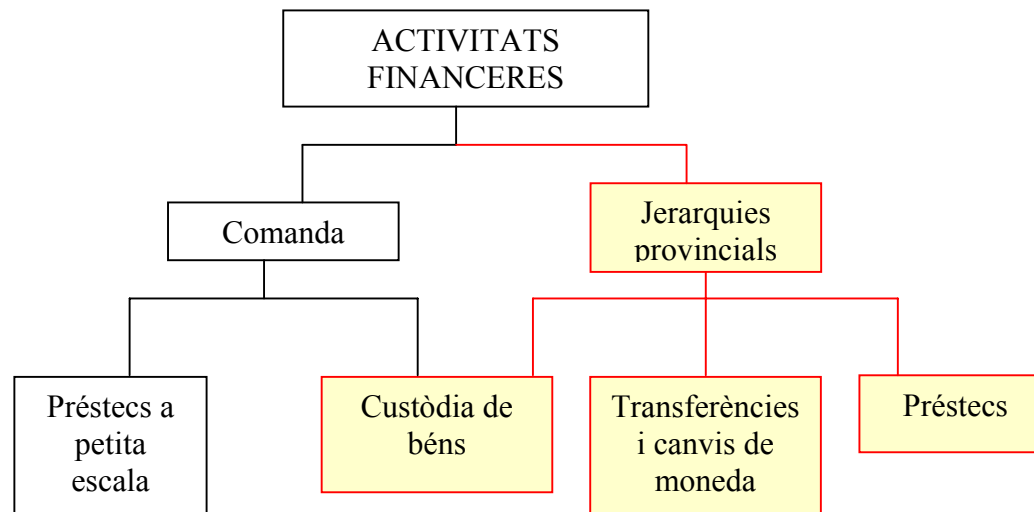 ACTIVITATS
FINANCERES
Comanda
Jerarquies
provincials
Préstecs a
petita
escala
Custòdia de
béns
Transferències
i canvis de
moneda
Préstecs